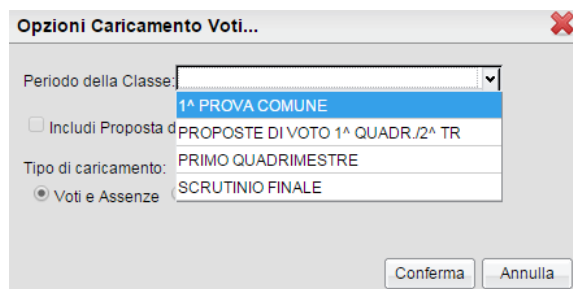 Opzioni Caricamento Voti...
Periodo della Classe:
1^ PROVA COMUNE
Includi Proposta d
PROPOSTE DI VOTO 1^ QUADR./2^ TR
PRIMO QUADRIMESTRE
Tipo di caricamento:
SCRUTINIO FINALE
Voti e Assenze
Conferma
Annulla